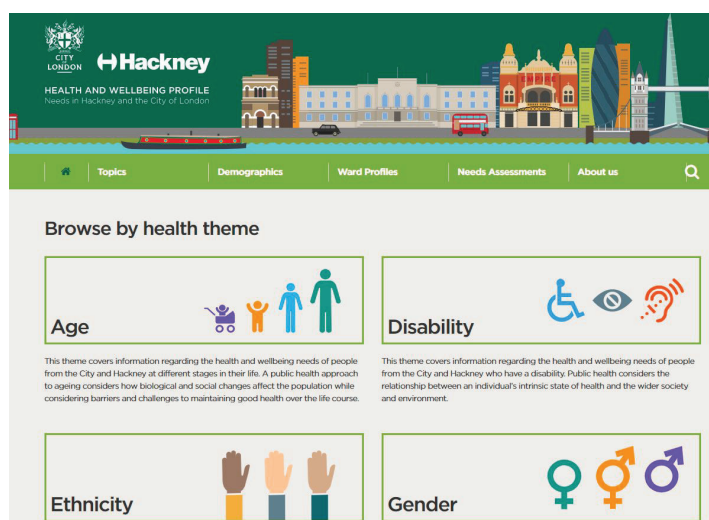 CITY
LONDON
Hackney
HEALTH AND WELLBEING PROFILE
Needs in Hackney and the City of London
Topics
Demographics
Ward Profiles
Needs Assessments
About us
Browse by health theme
Age
This theme covers information regarding the health and wellbeing needs of people
from the City and Hackney at different stages in their life. A public health approach
to ageing considers how biological and social changes affect the population while
considering barriers and challenges to maintaining good health over the life course.
Disability
This theme covers information regarding the health and wellbeing needs of people
from the City and Hackney who have a disability. Public health considers the
relationship between an individual's intrinsic state of health and the wider society
and environment.
Ethnicity
Gender